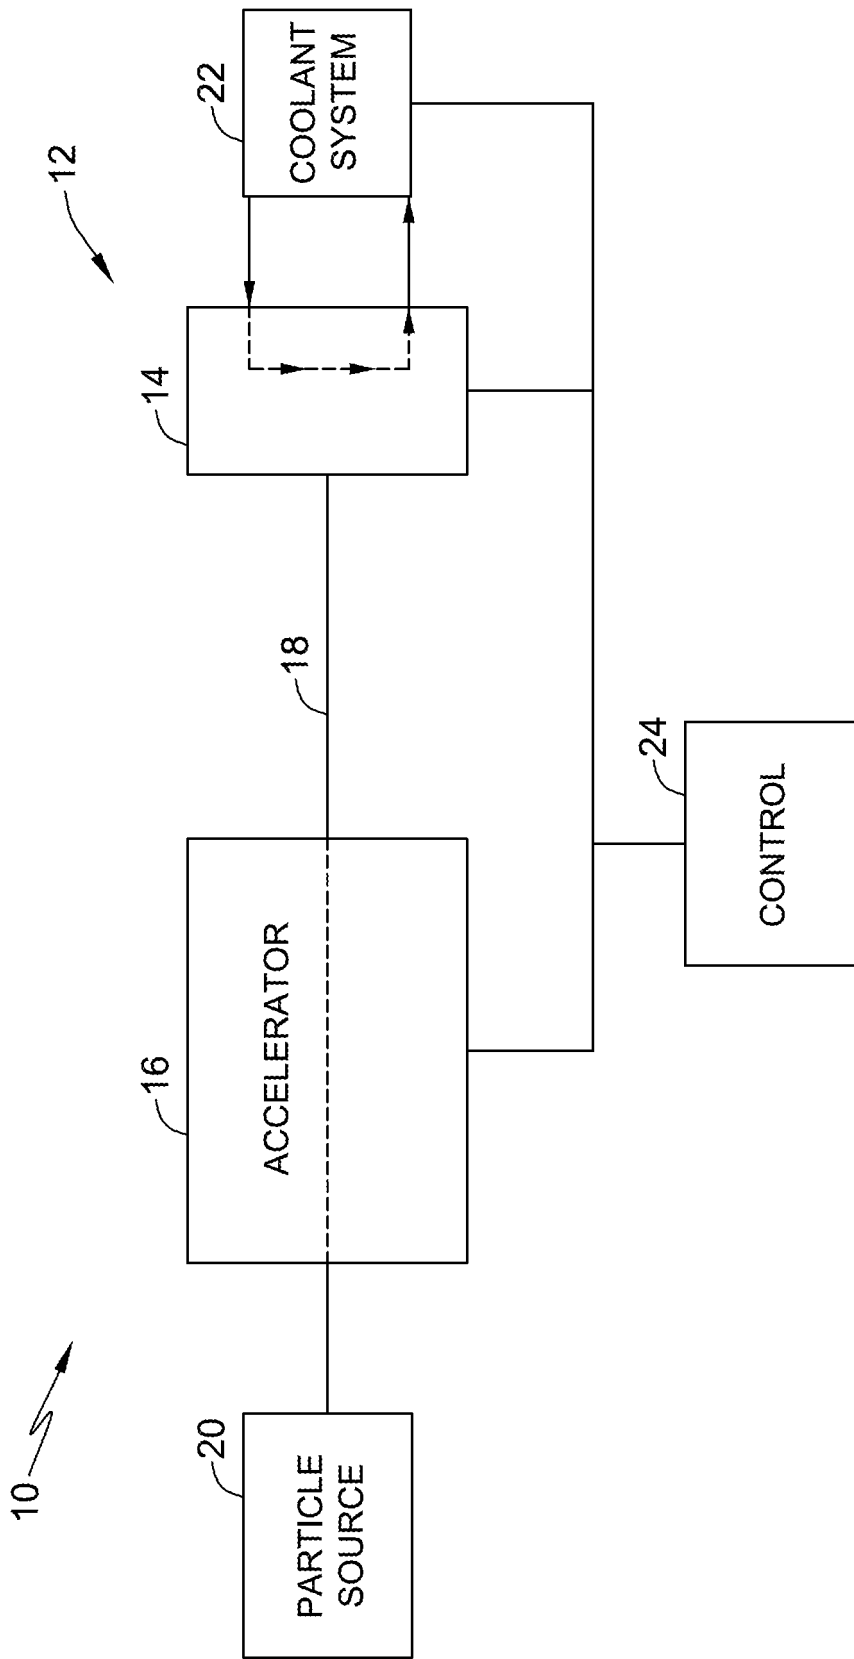 10
12
20
PARTICLE
SOURCE
16
ACCELERATOR
18
14
22
COOLANT
SYSTEM
24
CONTROL